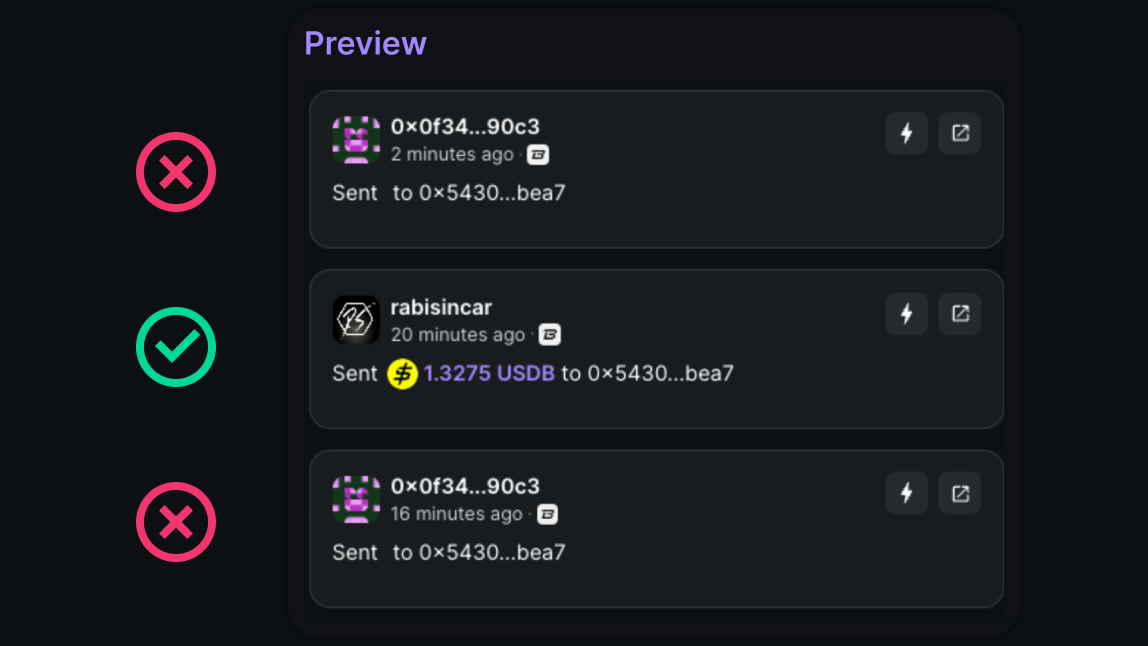 Preview
0×0f34...90c3
2 minutes ago ·
Sent to 0×5430...bea7
rabisincar
20 minutes ago ·
Sent 1.3275 USDB to 0×5430...bea7
0×0f34...90c3
16 minutes ago ·
Sent to 0×5430...bea7